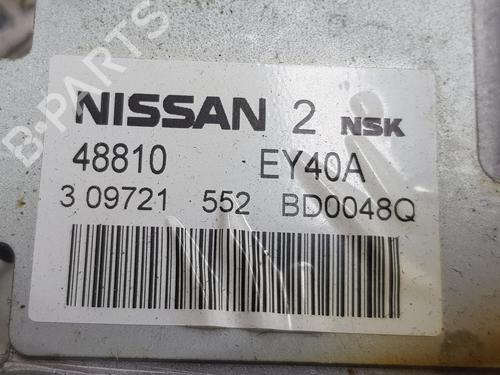 B-PARTS
NISSAN 2 NSK
48810 EY40A
3 09721 552 BD0048Q